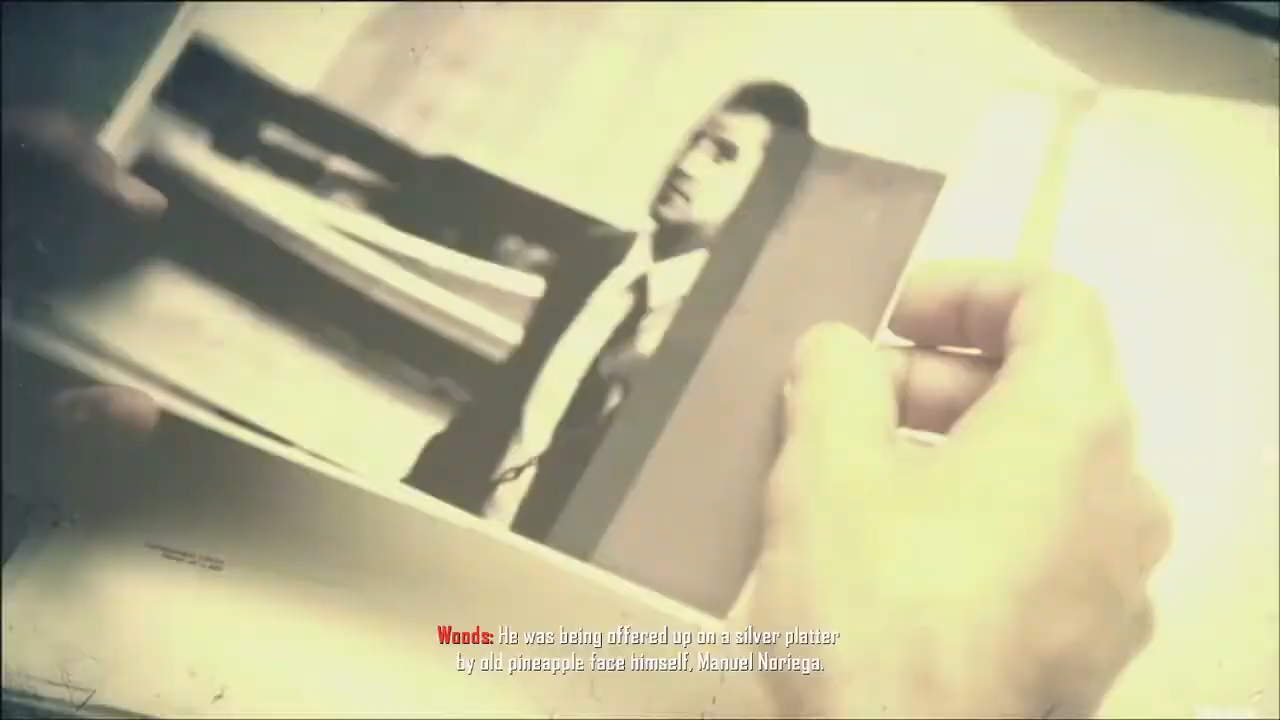 Woods: He was being offered up on a silver platter
by old pineapple face himself, Manuel Noriega.